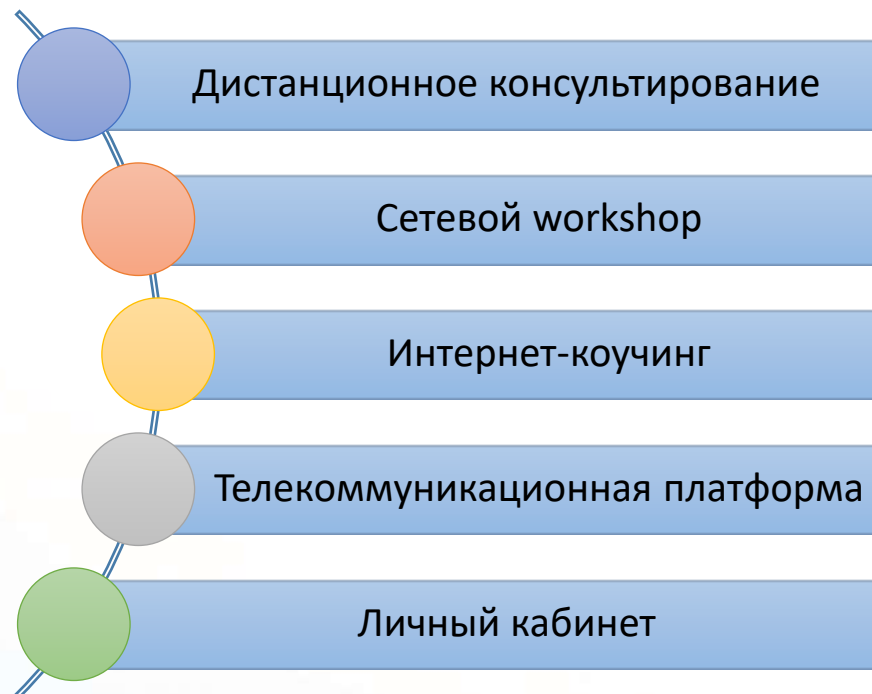 Дистанционное консультирование
Сетевой workshop
Интернет-коучинг
Телекоммуникационная платформа
Личный кабинет